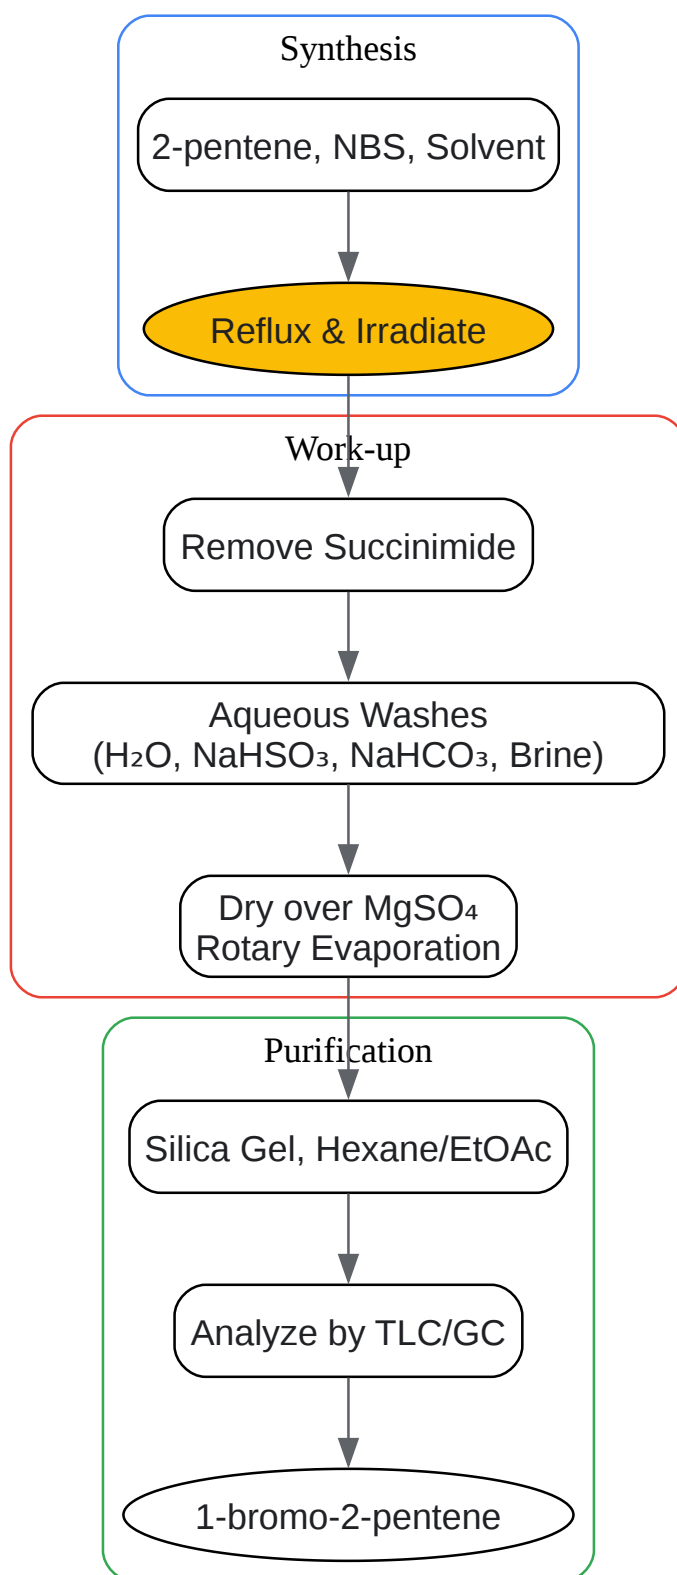 Synthesis
2-pentene, NBS, Solvent
Reflux & Irradiate
Work-up
Remove Succinimide
Aqueous Washes
(H₂O, NaHSO₃, NaHCO₃, Brine)
Dry over MgSO₄
Rotary Evaporation
Purification
Silica Gel, Hexane/EtOAc
Analyze by TLC/GC
1-bromo-2-pentene